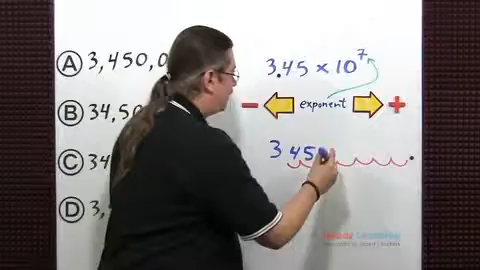 A 3,450,0
3.45 × 10⁷
B 34,50
− exponent +
C 34
3 45
D 3,